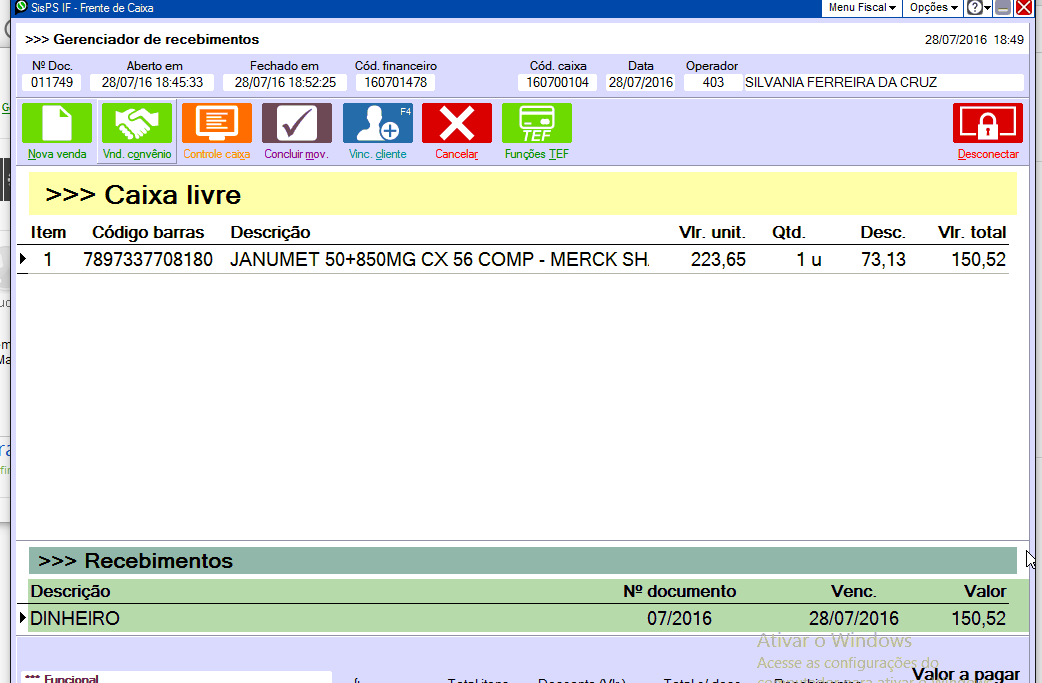 SisPS IF - Frente de Caixa Menu Fiscal Opções ?
>>> Gerenciador de recebimentos 28/07/2016 18:49
Nº Doc. Aberto em Fechado em Cód. financeiro Cód. caixa Data Operador
011749 28/07/16 18:45:33 28/07/16 18:52:25 160701478 160700104 28/07/2016 403 SILVANIA FERREIRA DA CRUZ
F4
TEF
Nova venda Vnd. convênio Controle caixa Concluir mov. Vinc. cliente Cancelar Funções TEF Desconectar
>>> Caixa livre
Item Código barras Descrição Vlr. unit. Qtd. Desc. Vlr. total
1 7897337708180 JANUMET 50+850MG CX 56 COMP - MERCK SH 223,65 1 u 73,13 150,52
>>> Recebimentos
Descrição Nº documento Venc. Valor
DINHEIRO 07/2016 28/07/2016 150,52
Ativar o Windows
Acesse as configurações do
Valor a pagar
*** Funcional